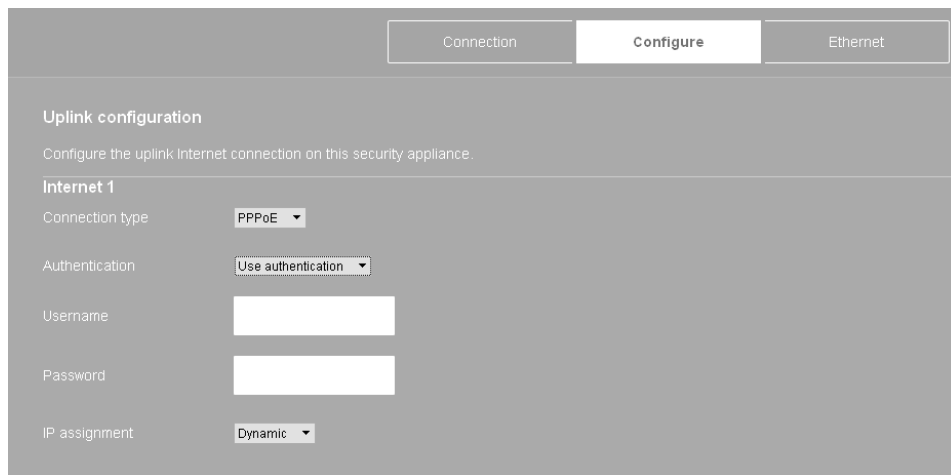 Connection Configure Ethernet
Uplink configuration
Configure the uplink Internet connection on this security appliance.
Internet 1
Connection type PPPoE
Authentication Use authentication
Username
Password
IP assignment Dynamic